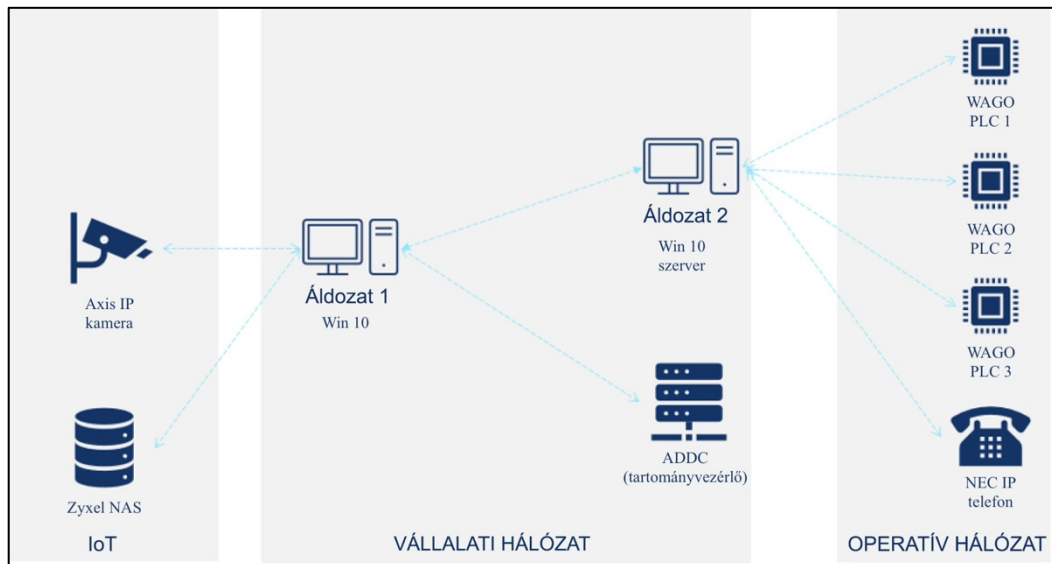 Axis IP
kamera
Zyxel NAS
IoT
Áldozat 1
Win 10
Áldozat 2
Win 10
szerver
ADDC
(tartományvezérlő)
VÁLLALATI HÁLÓZAT
WAGO
PLC 1
WAGO
PLC 2
WAGO
PLC 3
NEC IP
telefon
OPERATÍV HÁLÓZAT